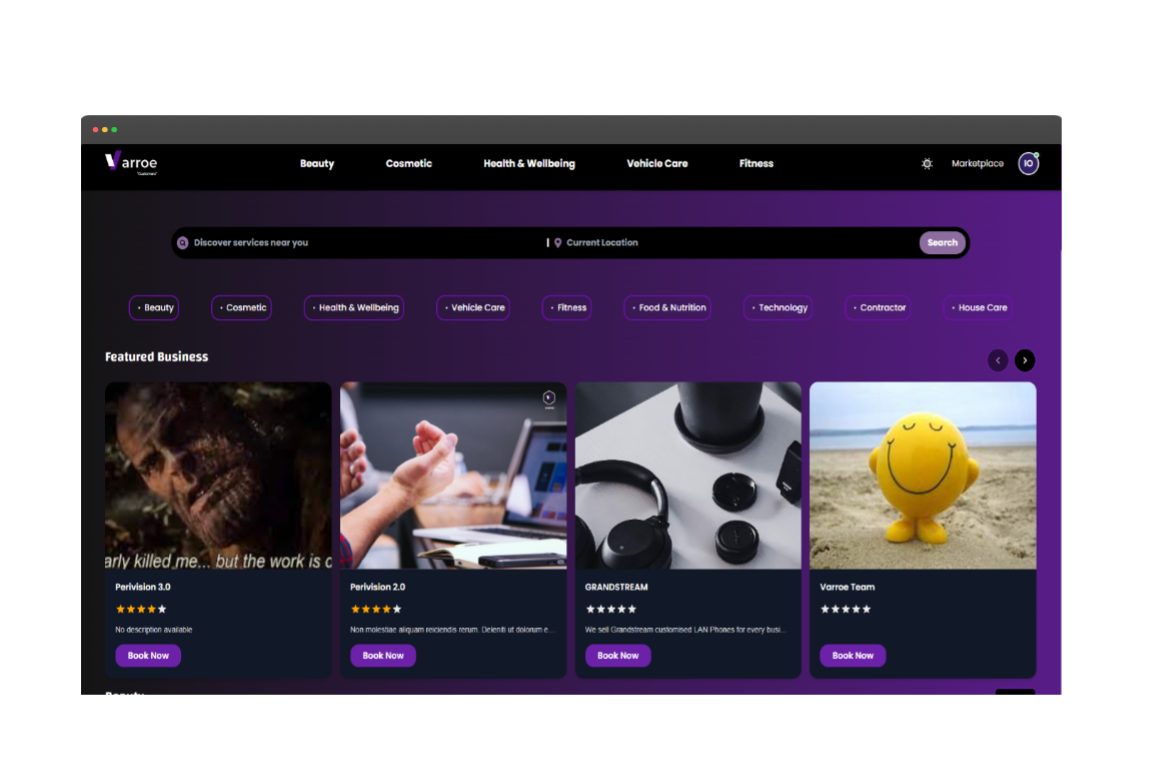 Varroe
"Customers"
Beauty
Cosmetic
Health & Wellbeing
Vehicle Care
Fitness
Marketplace
IO
Discover services near you
Current Location
Search
• Beauty
• Cosmetic
• Health & Wellbeing
• Vehicle Care
• Fitness
• Food & Nutrition
• Technology
• Contractor
• House Care
Featured Business
arly killed me... but the work is c
Perivision 3.0
No description available
Book Now
Perivision 2.0
Non molestiae aliquam reiciendis rerum. Deleniti ut dolorum e...
Book Now
GRANDSTREAM
We sell Grandstream customised LAN Phones for every busi...
Book Now
Varroe Team
Book Now
Beauty